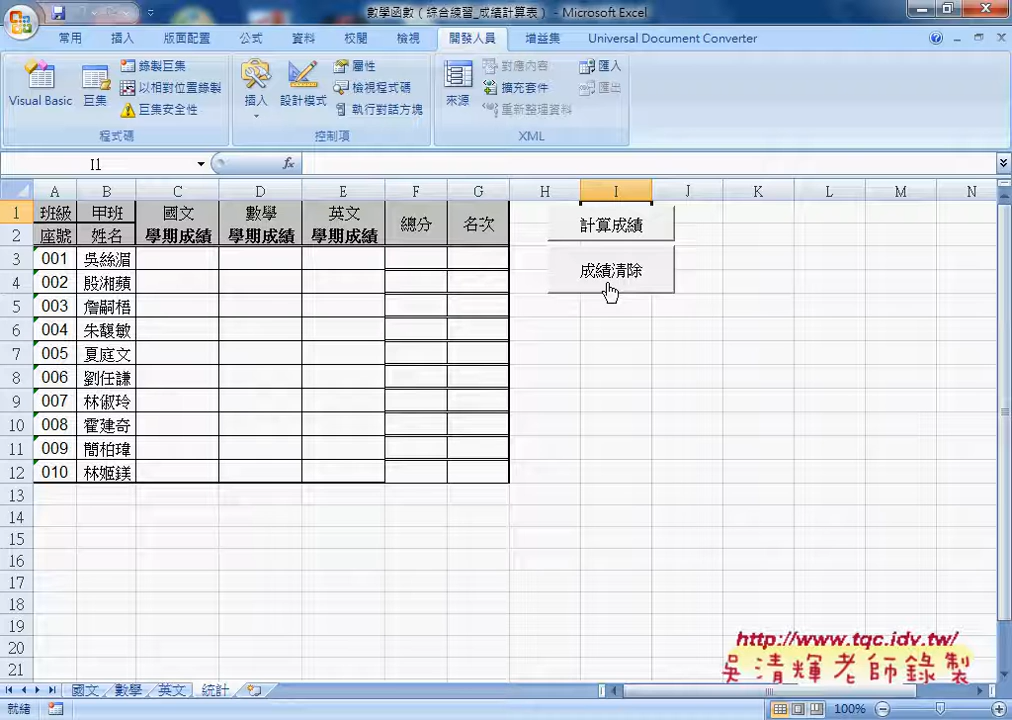 數學函數（綜合練習_成績計算表） - Microsoft Excel
常用 插入 版面配置 公式 資料 校閱 檢視 開發人員 增益集 Universal Document Converter
Visual Basic 巨集 錄製巨集 以相對位置錄製 巨集安全性 程式碼
插入 設計模式 屬性 檢視程式碼 執行對話方塊 控制項
來源 對應內容 擴充套件 重新整理資料 匯入 匯出 XML
I1 fx
A B C D E F G H I J K L M N
1 班級 甲班 國文 數學 英文 總分 名次 計算成績
2 座號 姓名 學期成績 學期成績 學期成績
3 001 吳絲湄 成績清除
4 002 殷湘蘋
5 003 詹嗣梧
6 004 朱馥敏
7 005 夏庭文
8 006 劉任謙
9 007 林俶玲
10 008 霍建奇
11 009 簡柏瑋
12 010 林姬鎂
13
14
15
16
17
18
19
20
21
http://www.tqc.idv.tw/
吳清輝老師錄製
國文 數學 英文 統計
就緒 100%